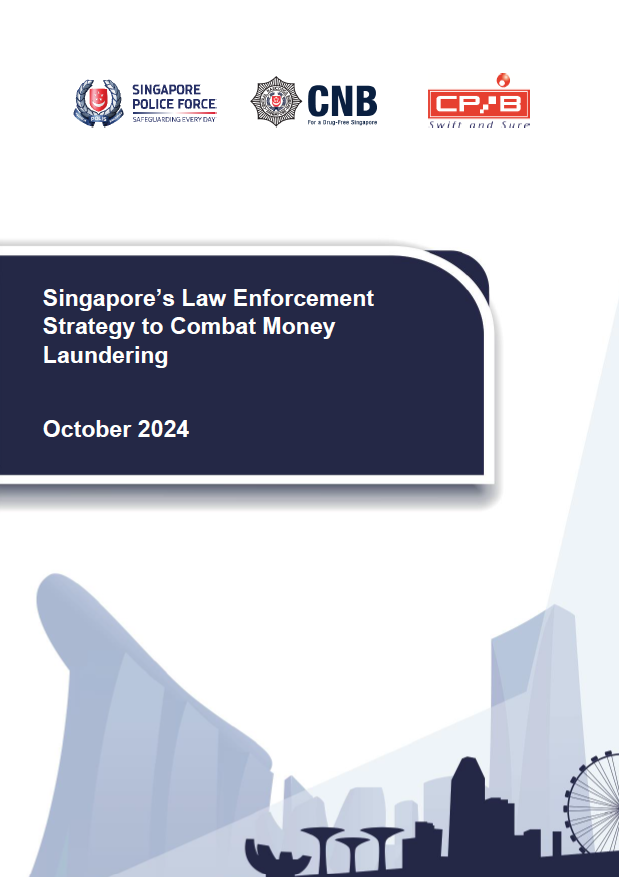 SINGAPORE
POLICE FORCE
SAFEGUARDING EVERY DAY
POLIS
CNB
For a Drug-Free Singapore
CPIB
Swift and Sure
Singapore’s Law Enforcement
Strategy to Combat Money
Laundering
October 2024